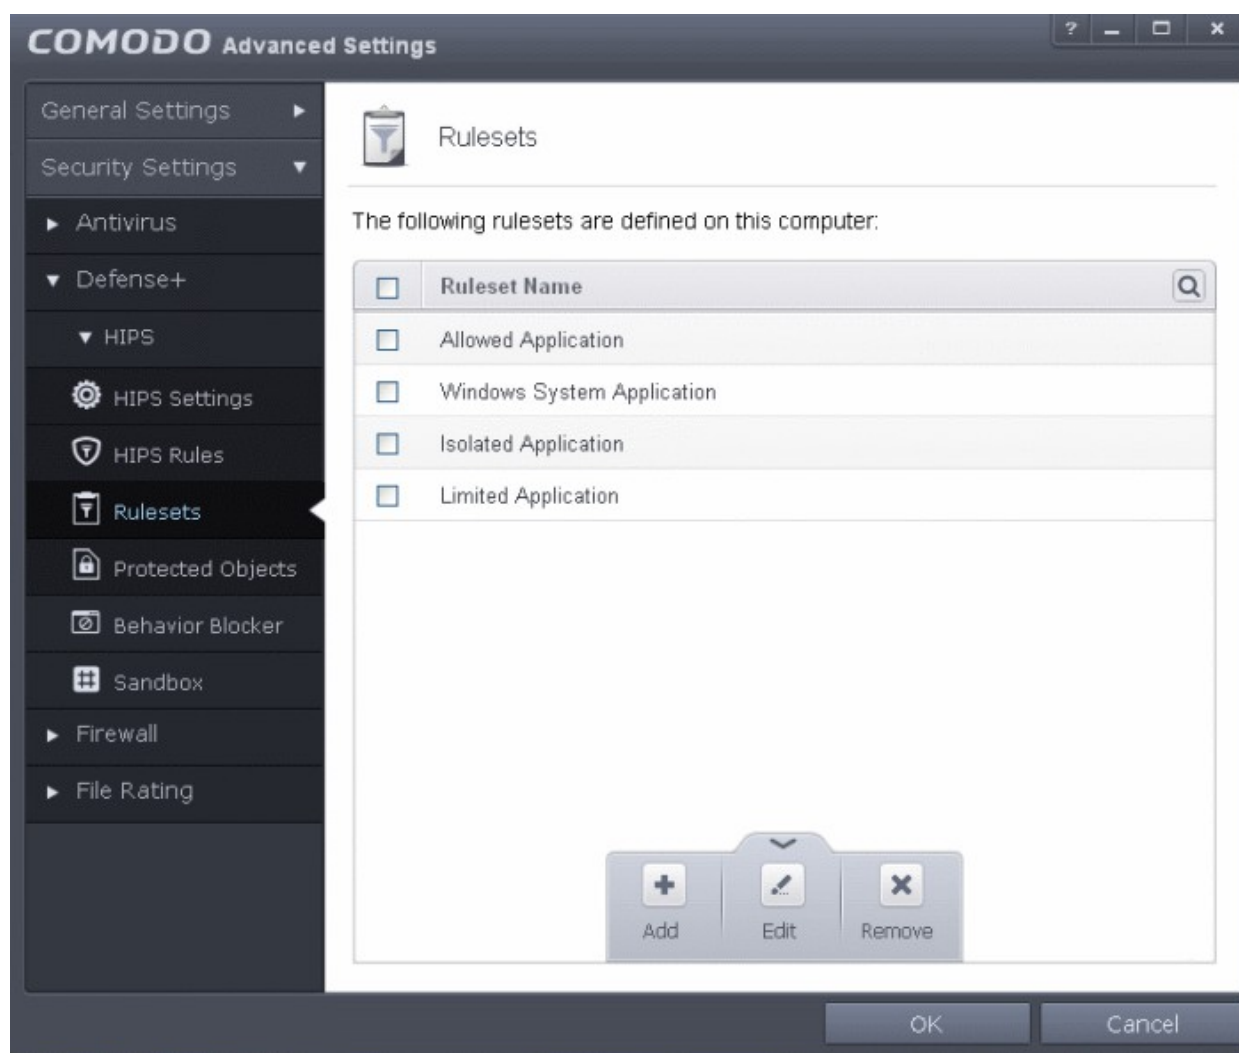 COMODO Advanced Settings
?
General Settings
Security Settings
Antivirus
Defense+
HIPS
HIPS Settings
HIPS Rules
Rulesets
Protected Objects
Behavior Blocker
Sandbox
Firewall
File Rating
Rulesets
The following rulesets are defined on this computer:
Ruleset Name
Allowed Application
Windows System Application
Isolated Application
Limited Application
Add Edit Remove
OK Cancel